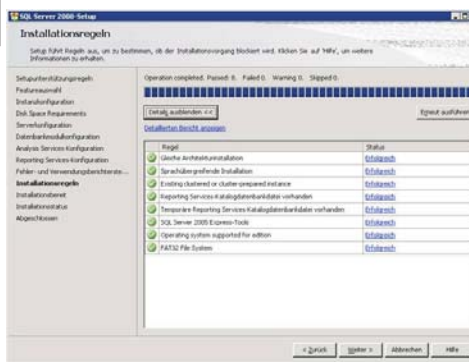 SQL Server 2008-Setup
Installationsregeln
Setup führt Regeln aus, um zu bestimmen, ob der Installationsvorgang blockiert wird. Klicken Sie auf 'Hilfe', um weitere
Informationen zu erhalten.
Setupunterstützungsregeln
Featureauswahl
Instanzkonfiguration
Disk Space Requirements
Serverkonfiguration
Datenbankmodulkonfiguration
Analysis Services-Konfiguration
Reporting Services-Konfiguration
Fehler- und Verwendungsberichterste...
Installationsregeln
Installationsbereit
Installationsstatus
Abgeschlossen
Operation completed. Passed: 8. Failed 0. Warning 0. Skipped 0.
Details ausblenden <<
Erneut ausführen
Detaillierten Bericht anzeigen
Regel
Status
Gleiche Architekturinstallation
Erfolgreich
Sprachübergreifende Installation
Erfolgreich
Existing clustered or cluster-prepared instance
Erfolgreich
Reporting Services-Katalogdatenbankdatei vorhanden
Erfolgreich
Temporäre Reporting Services-Katalogdatenbankdatei vorhanden
Erfolgreich
SQL Server 2005 Express-Tools
Erfolgreich
Operating system supported for edition
Erfolgreich
FAT32 File System
Erfolgreich
< Zurück
Weiter >
Abbrechen
Hilfe